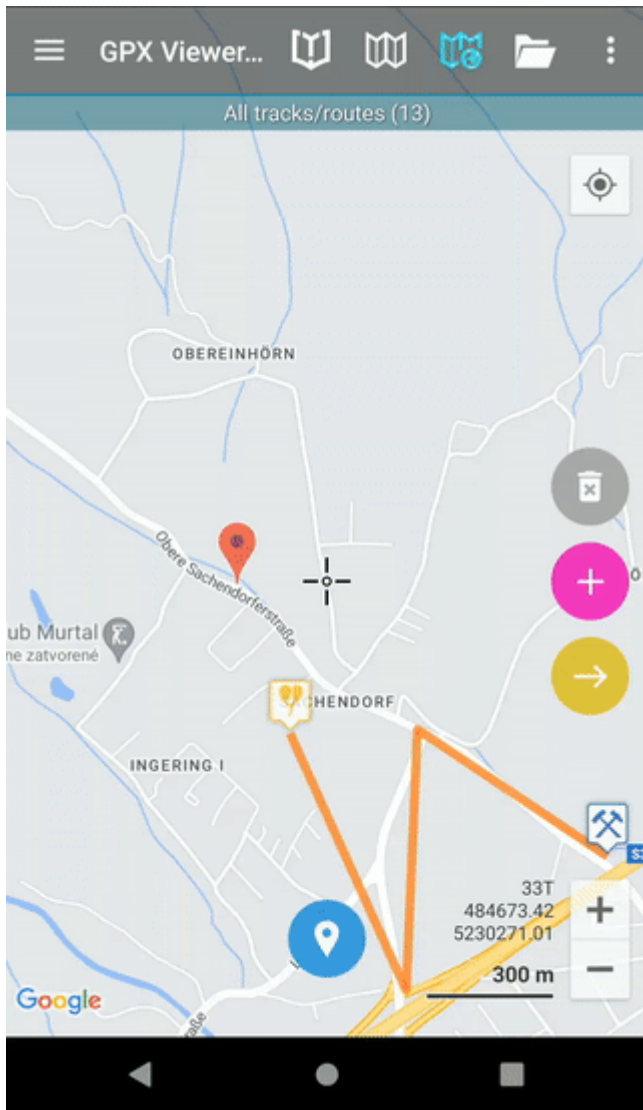 GPX Viewer...
All tracks/routes (13)
OBEREINHÖRN
Obere Sachendorferstraße
ub Murtal
ne zatvorené
SACHENDORF
INGERING I
33T
484673.42
5230271.01
300 m
Google